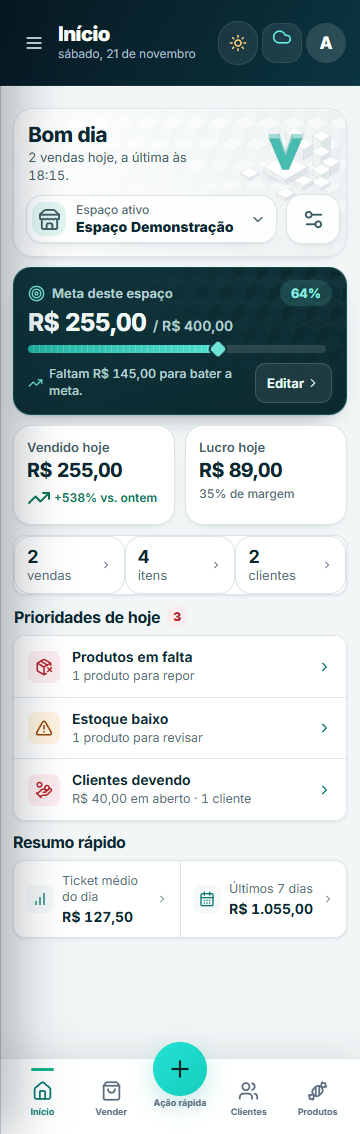 Início
sábado, 21 de novembro
A
Bom dia
2 vendas hoje, a última às
18:15.
V
Espaço ativo
Espaço Demonstração
Meta deste espaço
64%
R$ 255,00 / R$ 400,00
Faltam R$ 145,00 para bater a
meta.
Editar
Vendido hoje
R$ 255,00
+538% vs. ontem
Lucro hoje
R$ 89,00
35% de margem
2
vendas
4
itens
2
clientes
Prioridades de hoje 3
Produtos em falta
1 produto para repor
Estoque baixo
1 produto para revisar
Clientes devendo
R$ 40,00 em aberto · 1 cliente
Resumo rápido
Ticket médio
do dia
R$ 127,50
Últimos 7 dias
R$ 1.055,00
Início
Vender
Ação rápida
Clientes
Produtos